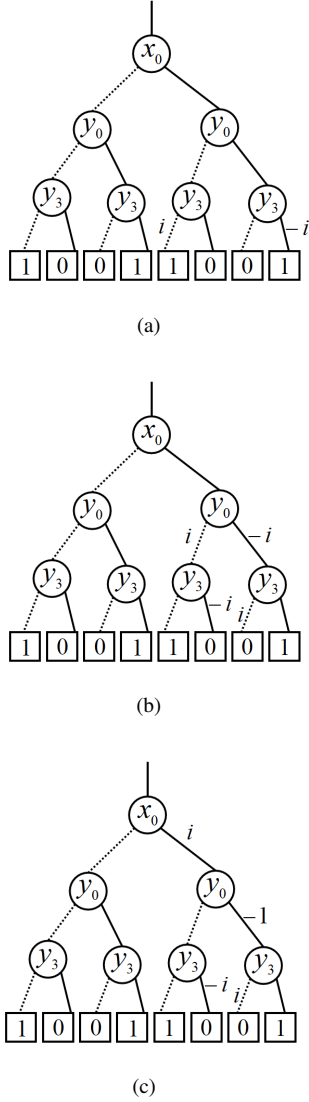 x₀
y₀ y₀
y₃ y₃ y₃ y₃
i −i
1 0 0 1 1 0 0 1
(a)
x₀
y₀ y₀
i −i
y₃ y₃ y₃ y₃
−i i
1 0 0 1 1 0 0 1
(b)
x₀
i
y₀ y₀
−1
y₃ y₃ y₃ y₃
−i i
1 0 0 1 1 0 0 1
(c)